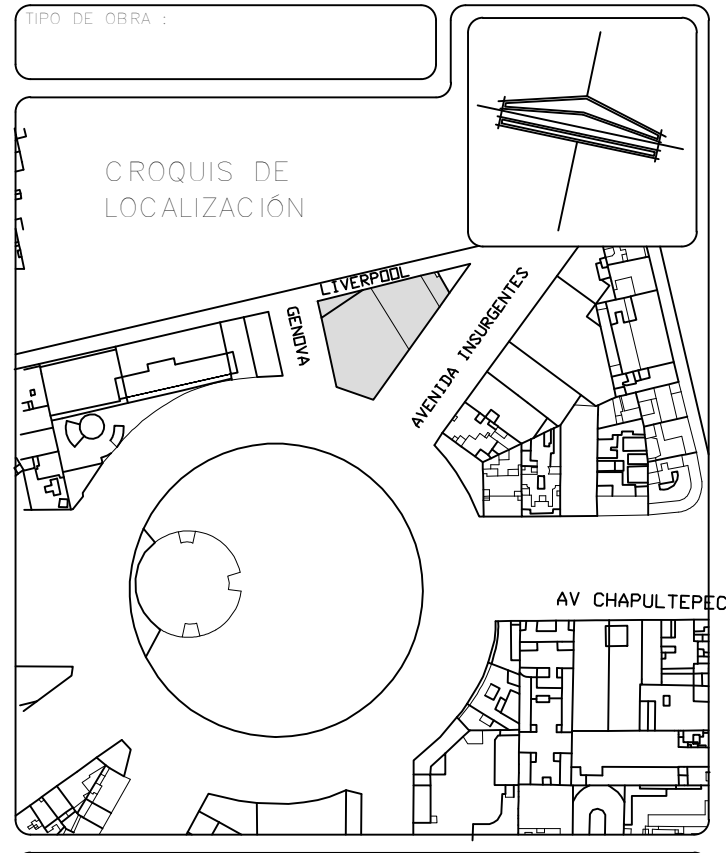 TIPO DE OBRA :
CROQUIS DE
LOCALIZACIÓN
LIVERPOOL
GENOVA
AVENIDA INSURGENTES
AV CHAPULTEPEC